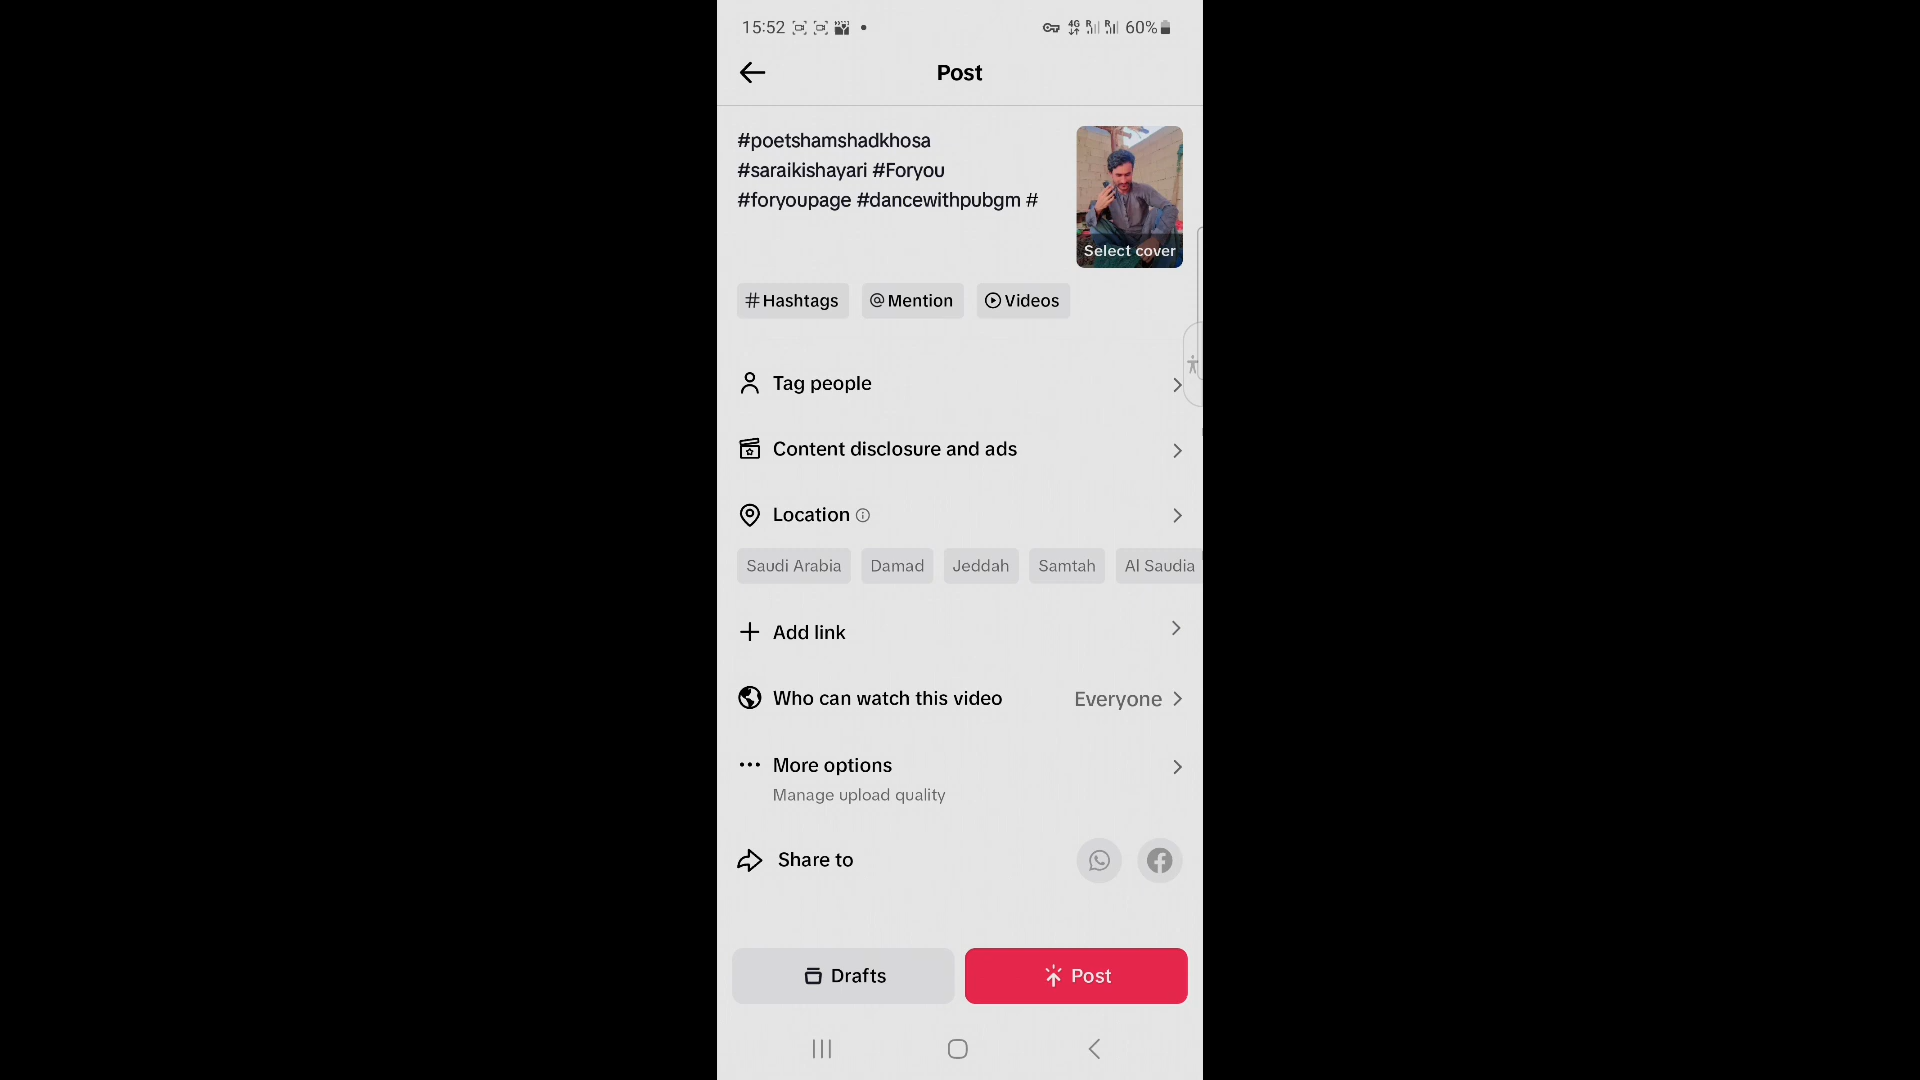 15:52
4G R R 60%
Post
#poetshamshadkhosa
#saraikishayari #Foryou
#foryoupage #dancewithpubgm #
Select cover
#Hashtags @Mention Videos
Tag people
Content disclosure and ads
Location
Saudi Arabia Damad Jeddah Samtah Al Saudia
Add link
Who can watch this video Everyone
More options
Manage upload quality
Share to
Drafts Post